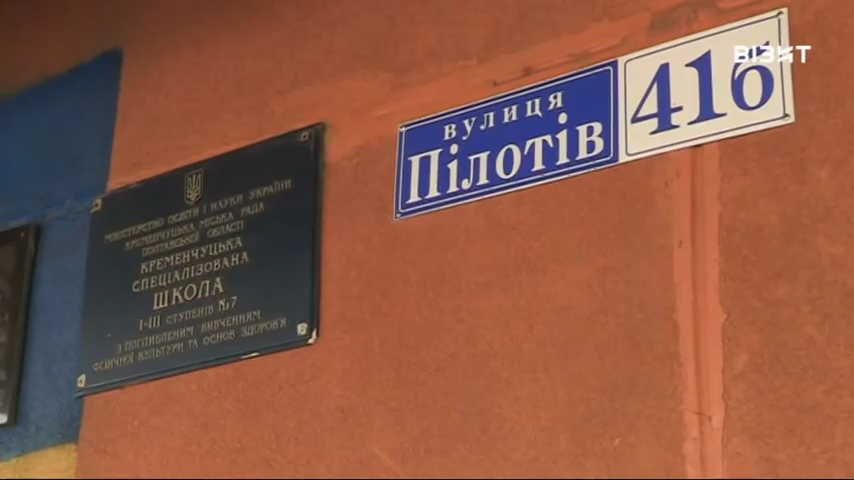 ВІЗИТ
вулиця
Пілотів
41б
МІНІСТЕРСТВО ОСВІТИ І НАУКИ УКРАЇНИ
КРЕМЕНЧУЦЬКА МІСЬКА РАДА
ПОЛТАВСЬКОЇ ОБЛАСТІ
КРЕМЕНЧУЦЬКА
СПЕЦІАЛІЗОВАНА
ШКОЛА
І-ІІІ СТУПЕНІВ №7
З ПОГЛИБЛЕНИМ ВИВЧЕННЯМ
ФІЗИЧНОЇ КУЛЬТУРИ ТА ОСНОВ ЗДОРОВ'Я